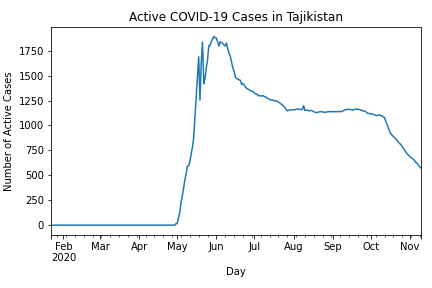 Active COVID-19 Cases in Tajikistan
Number of Active Cases
1750
1500
1250
1000
750
500
250
0
Feb Mar Apr May Jun Jul Aug Sep Oct Nov
2020
Day